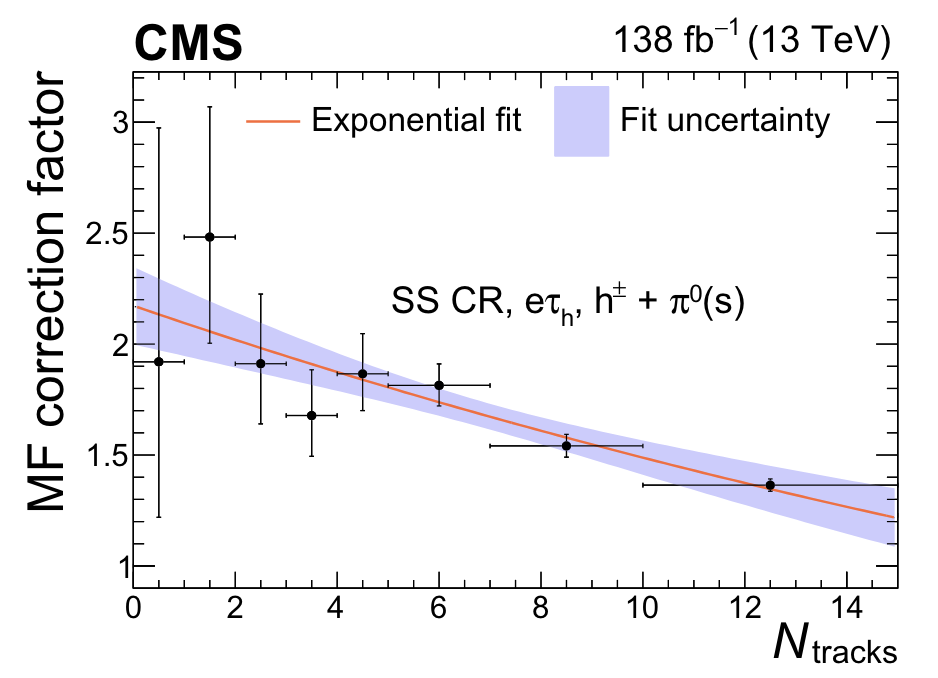 CMS 138 fb⁻¹ (13 TeV)
Exponential fit Fit uncertainty
SS CR, eτₕ, h± + π⁰(s)
MF correction factor
3
2.5
2
1.5
1
0 2 4 6 8 10 12 14
N tracks